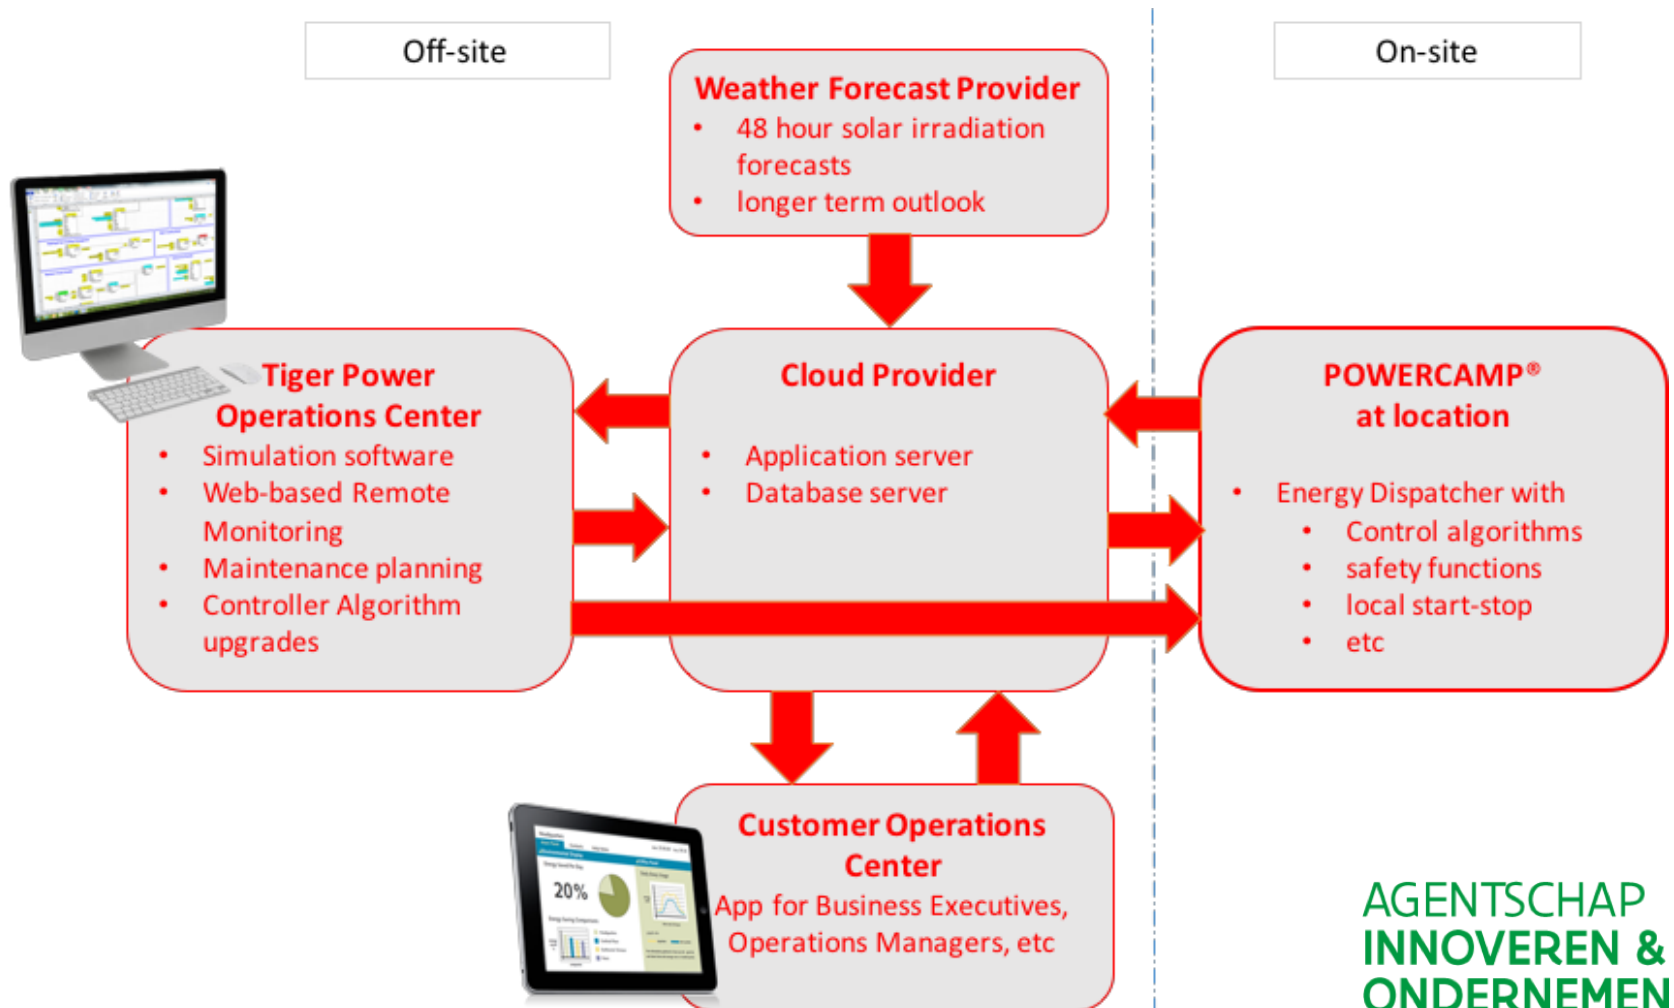 Off-site
On-site
Weather Forecast Provider
• 48 hour solar irradiation
forecasts
• longer term outlook
Tiger Power
Operations Center
• Simulation software
• Web-based Remote
Monitoring
• Maintenance planning
• Controller Algorithm
upgrades
Cloud Provider
• Application server
• Database server
POWERCAMP®
at location
• Energy Dispatcher with
• Control algorithms
• safety functions
• local start-stop
• etc
Customer Operations
Center
App for Business Executives,
Operations Managers, etc
20%
AGENTSCHAP
INNOVEREN &
ONDERNEMEN